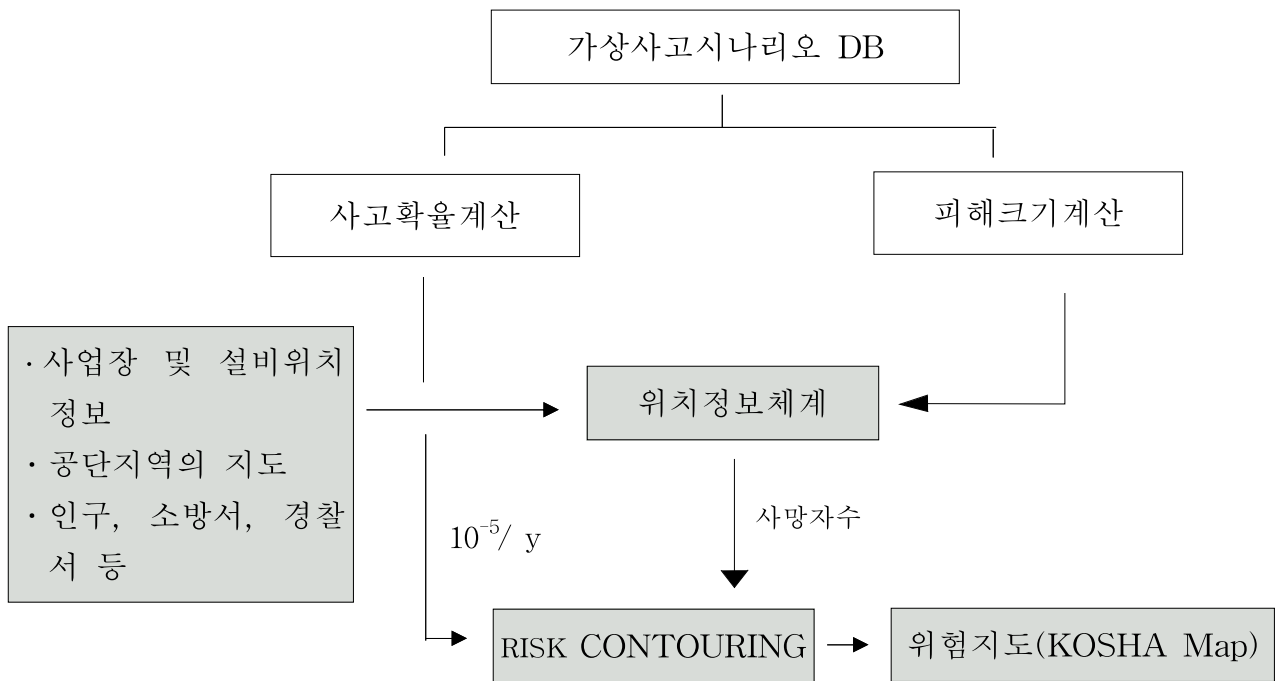 가상사고시나리오 DB
사고확율계산
피해크기계산
· 사업장 및 설비위치
정보
· 공단지역의 지도
· 인구, 소방서, 경찰
서 등
위치정보체계
사망자수
10⁻⁵/ y
RISK CONTOURING
위험지도(KOSHA Map)